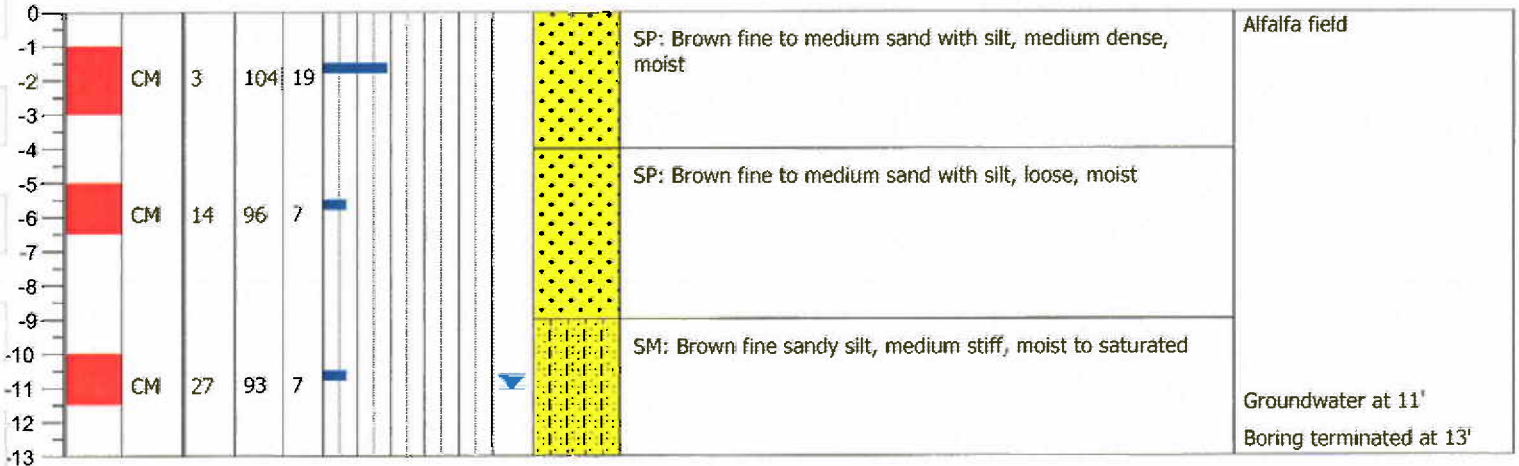 0
-1
-2
-3
-4
-5
-6
-7
-8
-9
-10
-11
12
-13
CM 3 104 19
CM 14 96 7
CM 27 93 7
SP: Brown fine to medium sand with silt, medium dense,
moist
SP: Brown fine to medium sand with silt, loose, moist
SM: Brown fine sandy silt, medium stiff, moist to saturated
Alfalfa field
Groundwater at 11'
Boring terminated at 13'